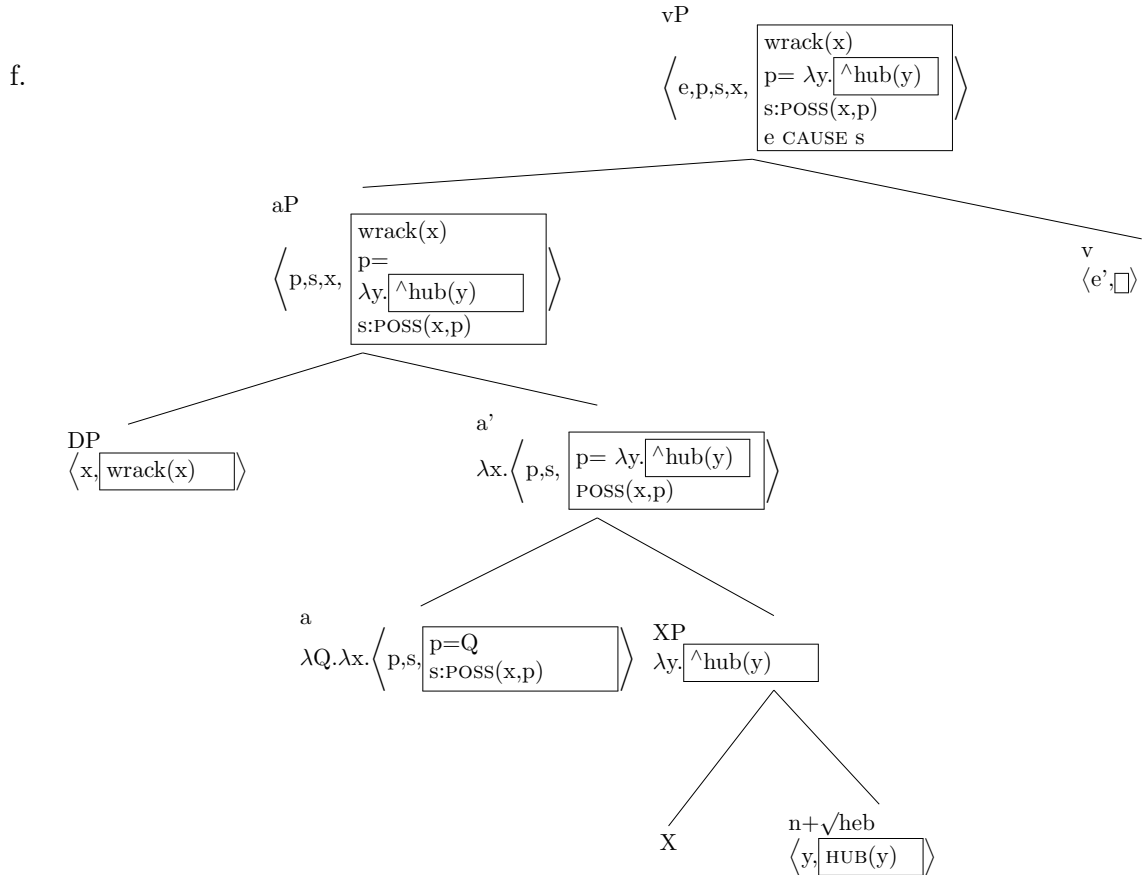 f.
vP
⟨e,p,s,x, wrack(x)
p= λy. ^hub(y)
s:POSS(x,p)
e CAUSE s⟩
aP
⟨p,s,x, wrack(x)
p=
λy. ^hub(y)
s:POSS(x,p)⟩
v
⟨e',□⟩
DP
⟨x, wrack(x)⟩
a'
λx.⟨p,s, p= λy. ^hub(y)
POSS(x,p)⟩
a
λQ.λx.⟨p,s, p=Q
s:POSS(x,p)⟩
XP
λy. ^hub(y)
X
n+√heb
⟨y, HUB(y)⟩